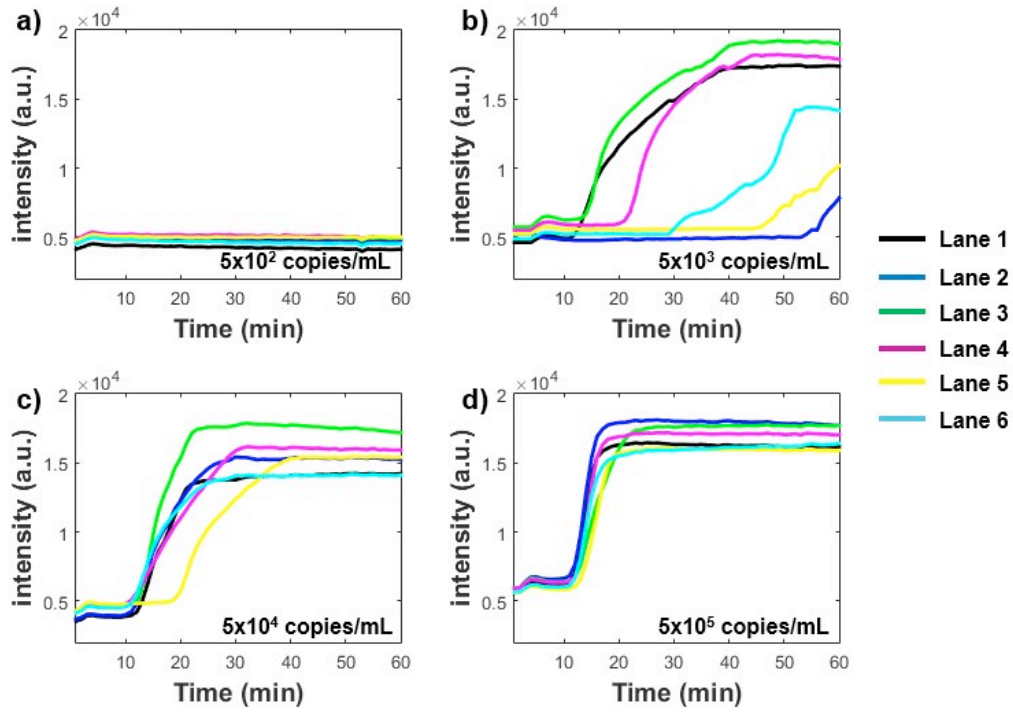 a)
×10⁴
2
1.5
1
0.5
intensity (a.u.)
5x10² copies/mL
10 20 30 40 50 60
Time (min)
b)
×10⁴
2
1.5
1
0.5
intensity (a.u.)
5x10³ copies/mL
10 20 30 40 50 60
Time (min)
Lane 1
Lane 2
Lane 3
Lane 4
Lane 5
Lane 6
c)
×10⁴
2
1.5
1
0.5
intensity (a.u.)
5x10⁴ copies/mL
10 20 30 40 50 60
Time (min)
d)
×10⁴
2
1.5
1
0.5
intensity (a.u.)
5x10⁵ copies/mL
10 20 30 40 50 60
Time (min)